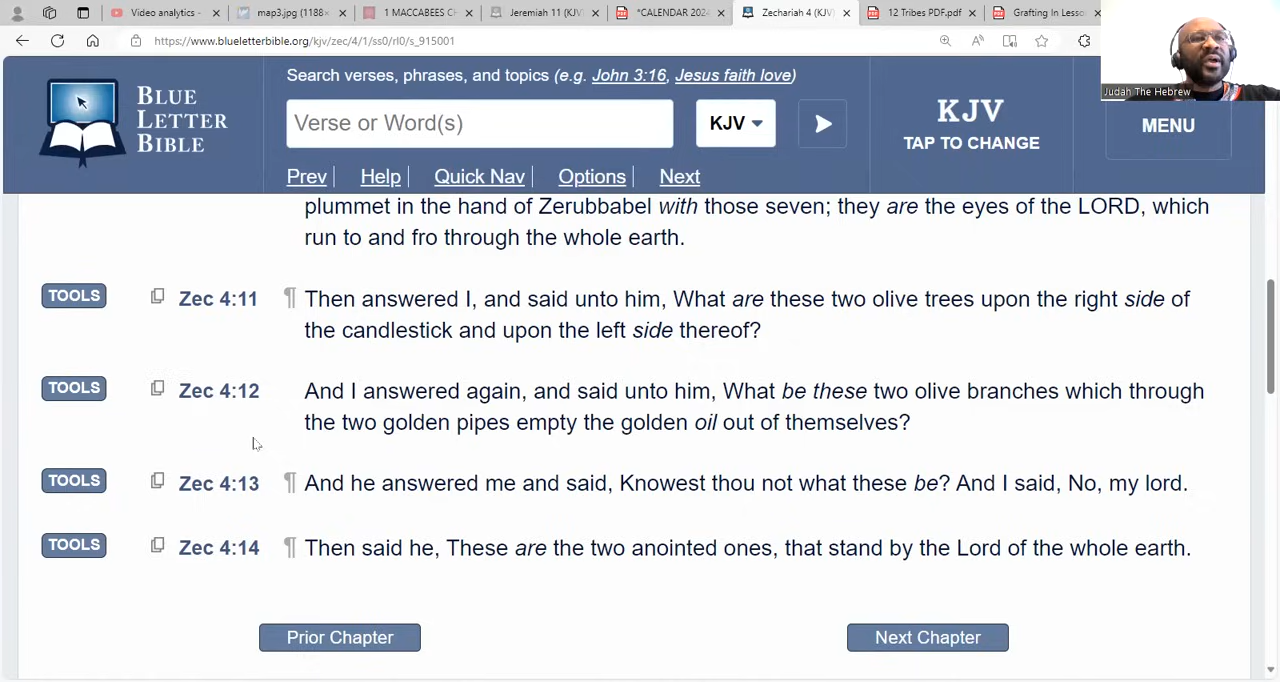 Video analytics -
map3.jpg (1188×
1 MACCABEES CH
Jeremiah 11 (KJV)
*CALENDAR 2024
Zechariah 4 (KJV)
12 Tribes PDF.pdf
Grafting In Lesso
https://www.blueletterbible.org/kjv/zec/4/1/ss0/rl0/s_915001
Judah The Hebrew
BLUE
LETTER
BIBLE
Search verses, phrases, and topics (e.g. John 3:16, Jesus faith love)
Verse or Word(s)
KJV
KJV
TAP TO CHANGE
MENU
Prev | Help | Quick Nav | Options | Next
plummet in the hand of Zerubbabel with those seven; they are the eyes of the LORD, which
run to and fro through the whole earth.
TOOLS Zec 4:11 ¶ Then answered I, and said unto him, What are these two olive trees upon the right side of
the candlestick and upon the left side thereof?
TOOLS Zec 4:12 And I answered again, and said unto him, What be these two olive branches which through
the two golden pipes empty the golden oil out of themselves?
TOOLS Zec 4:13 ¶ And he answered me and said, Knowest thou not what these be? And I said, No, my lord.
TOOLS Zec 4:14 ¶ Then said he, These are the two anointed ones, that stand by the Lord of the whole earth.
Prior Chapter
Next Chapter